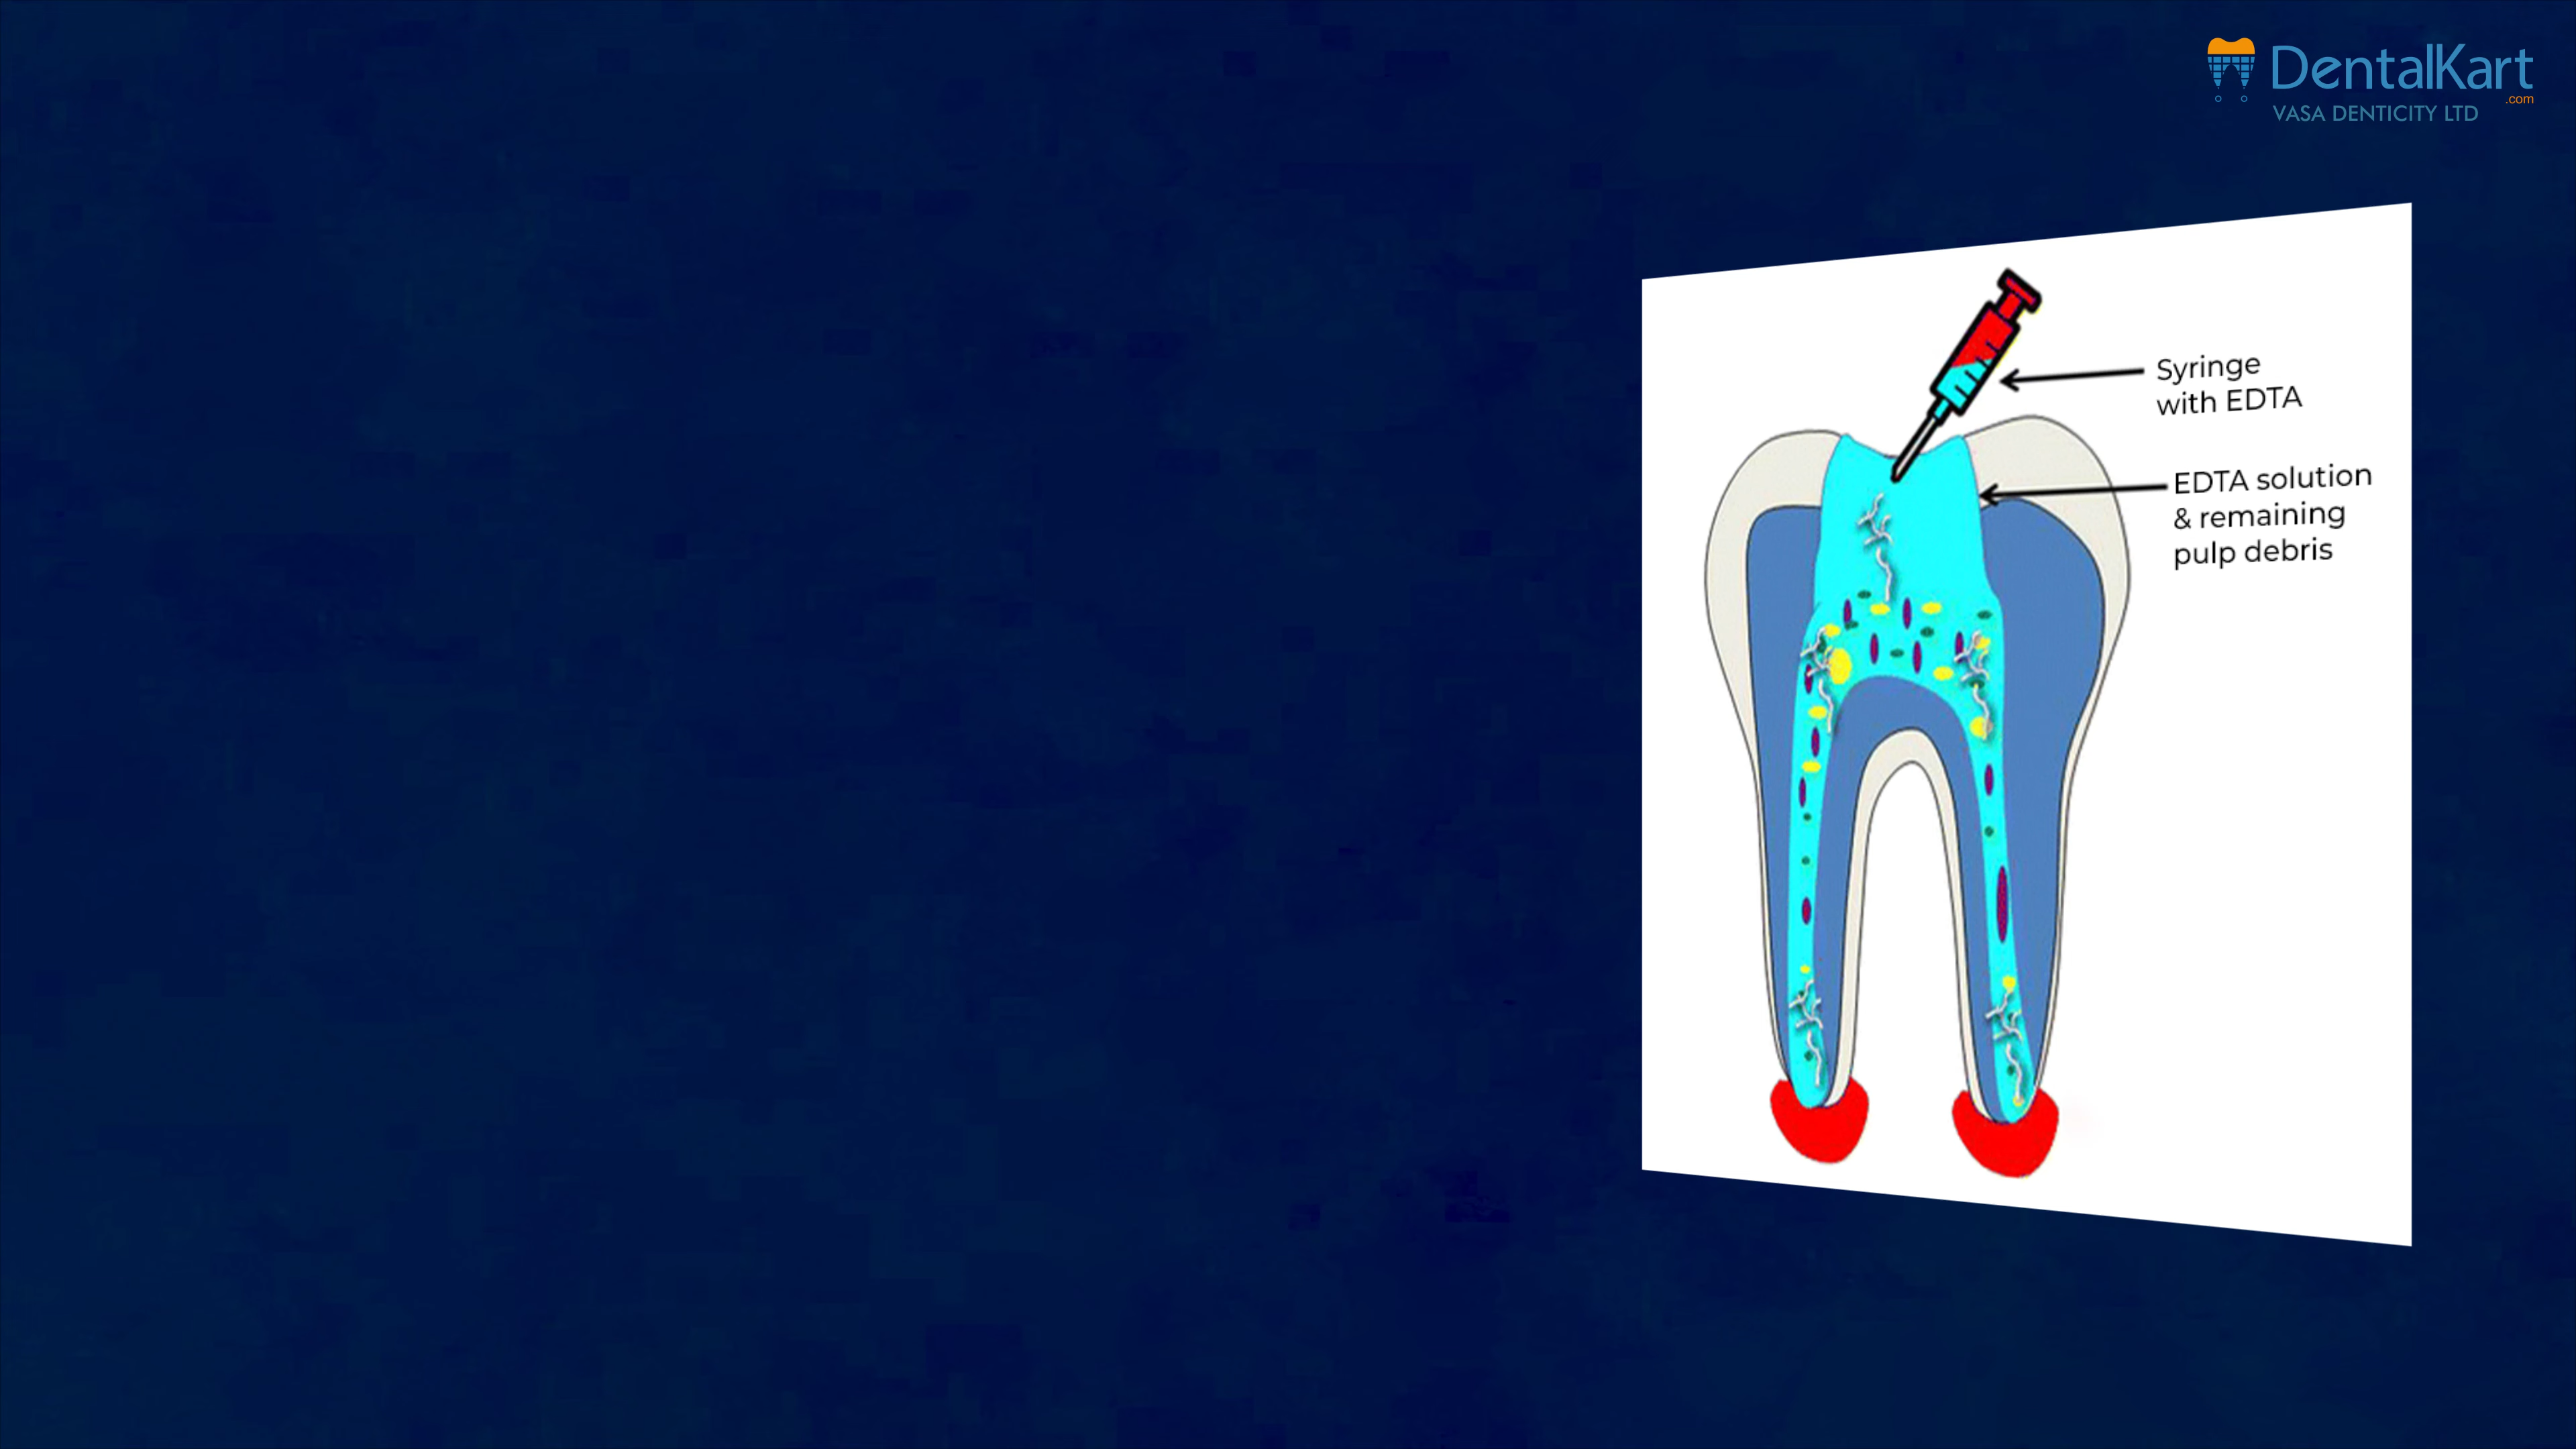 DentalKart
.com
VASA DENTICITY LTD
Syringe
with EDTA
EDTA solution
& remaining
pulp debris